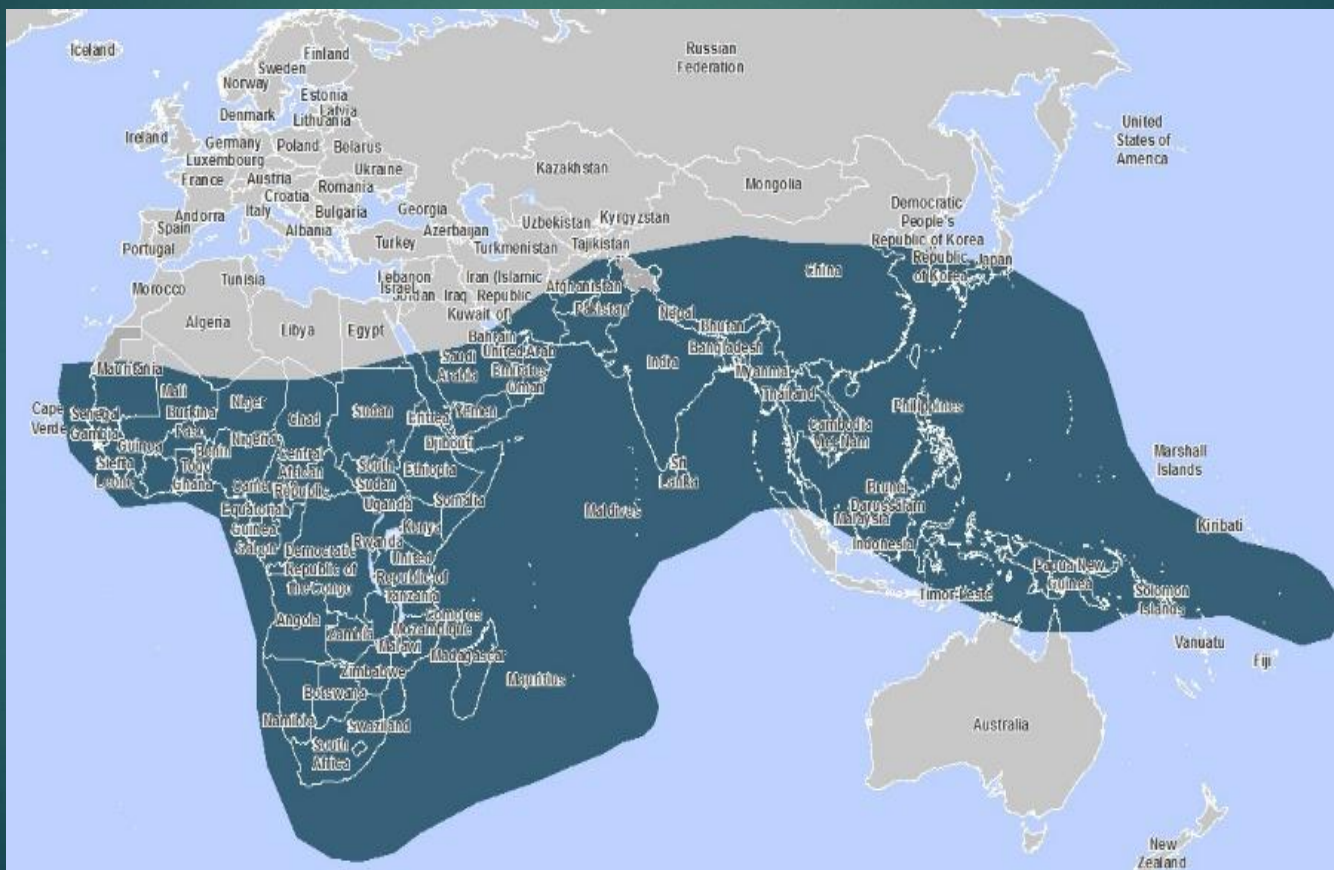 Iceland
Finland
Sweden
Norway
Russian
Federation
Estonia
Latvia
Denmark
Lithuania
Ireland
Germany
Poland
Belarus
Luxembourg
Ukraine
France
Austria
Romania
Croatia
Andorra
Italy
Bulgaria
Spain
Albania
Portugal
Georgia
Azerbaijan
Turkey
Kazakhstan
Mongolia
Uzbekistan
Kyrgyzstan
Turkmenistan
Tajikistan
United
States of
America
Democratic
People's
Republic of Korea
Republic
of Korea
Japan
China
Morocco
Tunisia
Lebanon
Israel
Jordan
Iraq
Iran (Islamic
Republic
of)
Kuwait
Afghanistan
Pakistan
Algeria
Libya
Egypt
Bahrain
Saudi
Arabia
United Arab
Emirates
Oman
Nepal
Bhutan
Bangladesh
India
Myanmar
Thailand
Mauritania
Mali
Niger
Chad
Sudan
Eritrea
Yemen
Djibouti
Cape
Verde
Senegal
Gambia
Burkina
Faso
Guinea
Benin
Nigeria
Sierra
Leone
Togo
Ghana
Central
African
Republic
South
Sudan
Ethiopia
Somalia
Equatorial
Guinea
Gabon
Uganda
Kenya
Rwanda
Democratic
Republic of
The Congo
United
Republic of
Tanzania
Sri
Lanka
Maldives
Cambodia
Viet Nam
Philippines
Brunei
Darussalam
Malaysia
Indonesia
Marshall
Islands
Kiribati
Papua New
Guinea
Solomon
Islands
Timor-Leste
Vanuatu
Fiji
Angola
Zambia
Comoros
Mozambique
Malawi
Madagascar
Mauritius
Zimbabwe
Botswana
Namibia
Swaziland
South
Africa
Australia
New
Zealand